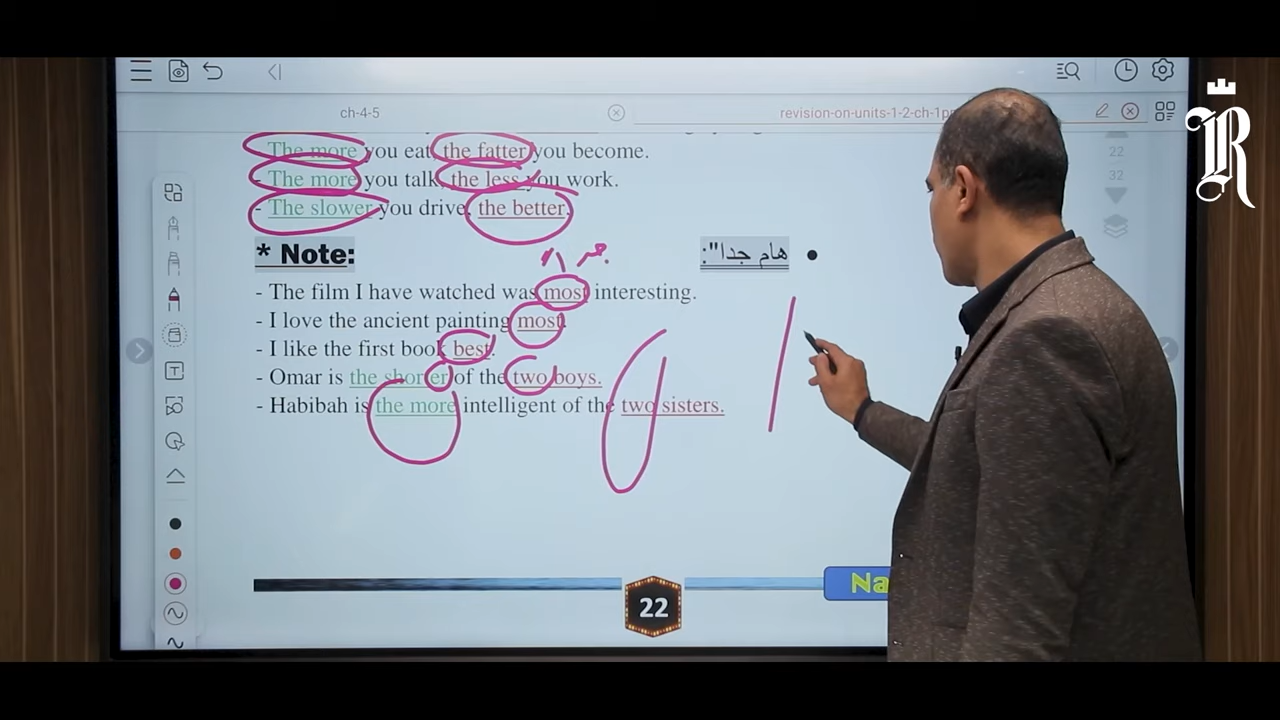 ch-4-5
revision-on-units-1-2-ch-1pr
The more you eat, the fatter you become.
The more you talk, the less you work.
- The slower you drive, the better.
* Note:
هام جدا":
- The film I have watched was most interesting.
- I love the ancient painting most.
- I like the first book best.
- Omar is the shorter of the two boys.
- Habibah is the more intelligent of the two sisters.
22
32
22
Na
R